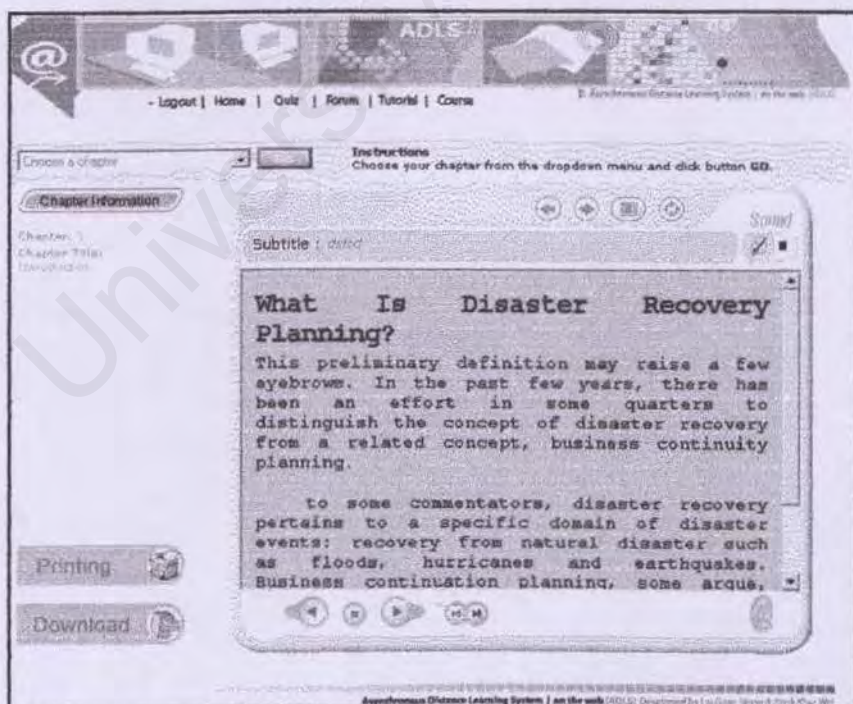 ADLS
@
- Logout | Home | Quiz | Forum | Tutorial | Course
Choose a chapter
Instructions
Choose your chapter from the dropdown menu and click button GO.
Chapter Information
Chapter:
Chapter Title:
Introduction
Sound
Subtitle :
What Is Disaster Recovery
Planning?
This preliminary definition may raise a few
eyebrows. In the past few years, there has
been an effort in some quarters to
distinguish the concept of disaster recovery
from a related concept, business continuity
planning.
to some commentators, disaster recovery
pertains to a specific domain of disaster
events: recovery from natural disaster such
as floods, hurricanes and earthquakes.
Business continuation planning, some argue,
Printing
Download
Asynchronous Distance Learning System | on the web